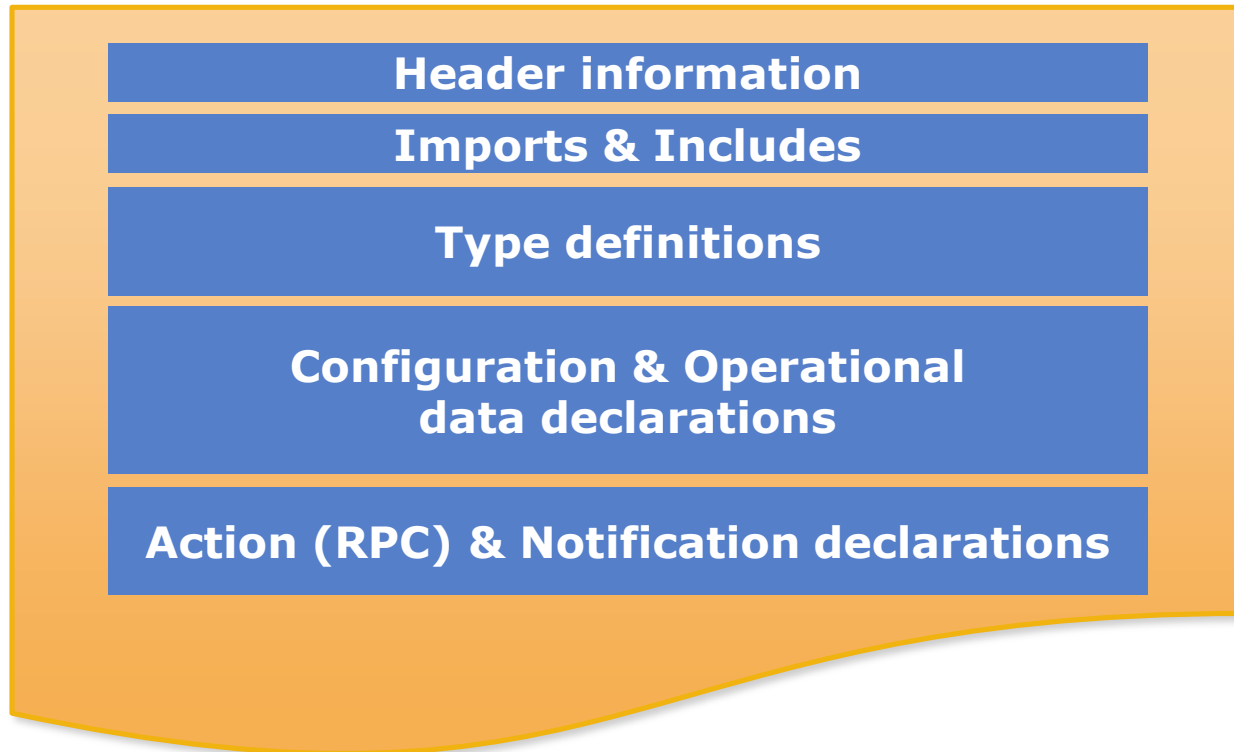 Header information
Imports & Includes
Type definitions
Configuration & Operational
data declarations
Action (RPC) & Notification declarations